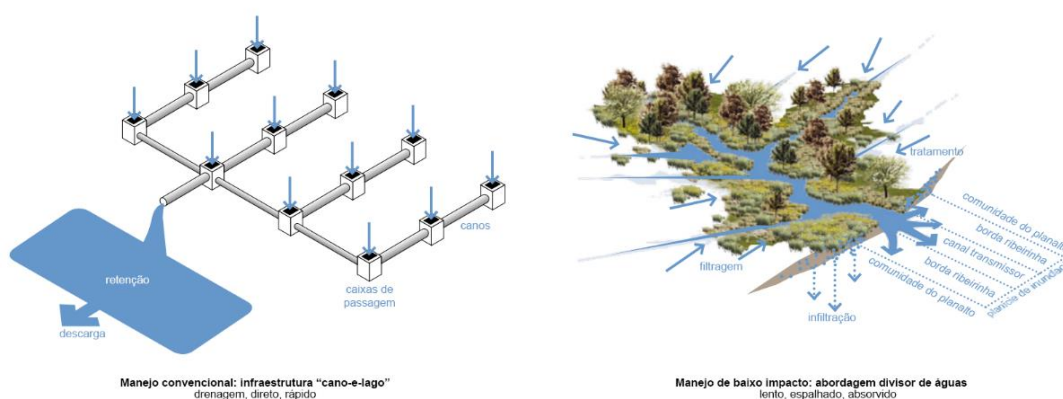 canos
retenção
caixas de
passagem
descarga
Manejo convencional: infraestrutura “cano-e-lago”
drenagem, direto, rápido
tratamento
comunidade do planalto
borda ribeirinha
canal transmissor
borda ribeirinha
comunidade do planalto
planície de inundação
filtragem
infiltração
Manejo de baixo impacto: abordagem divisor de águas
lento, espalhado, absorvido